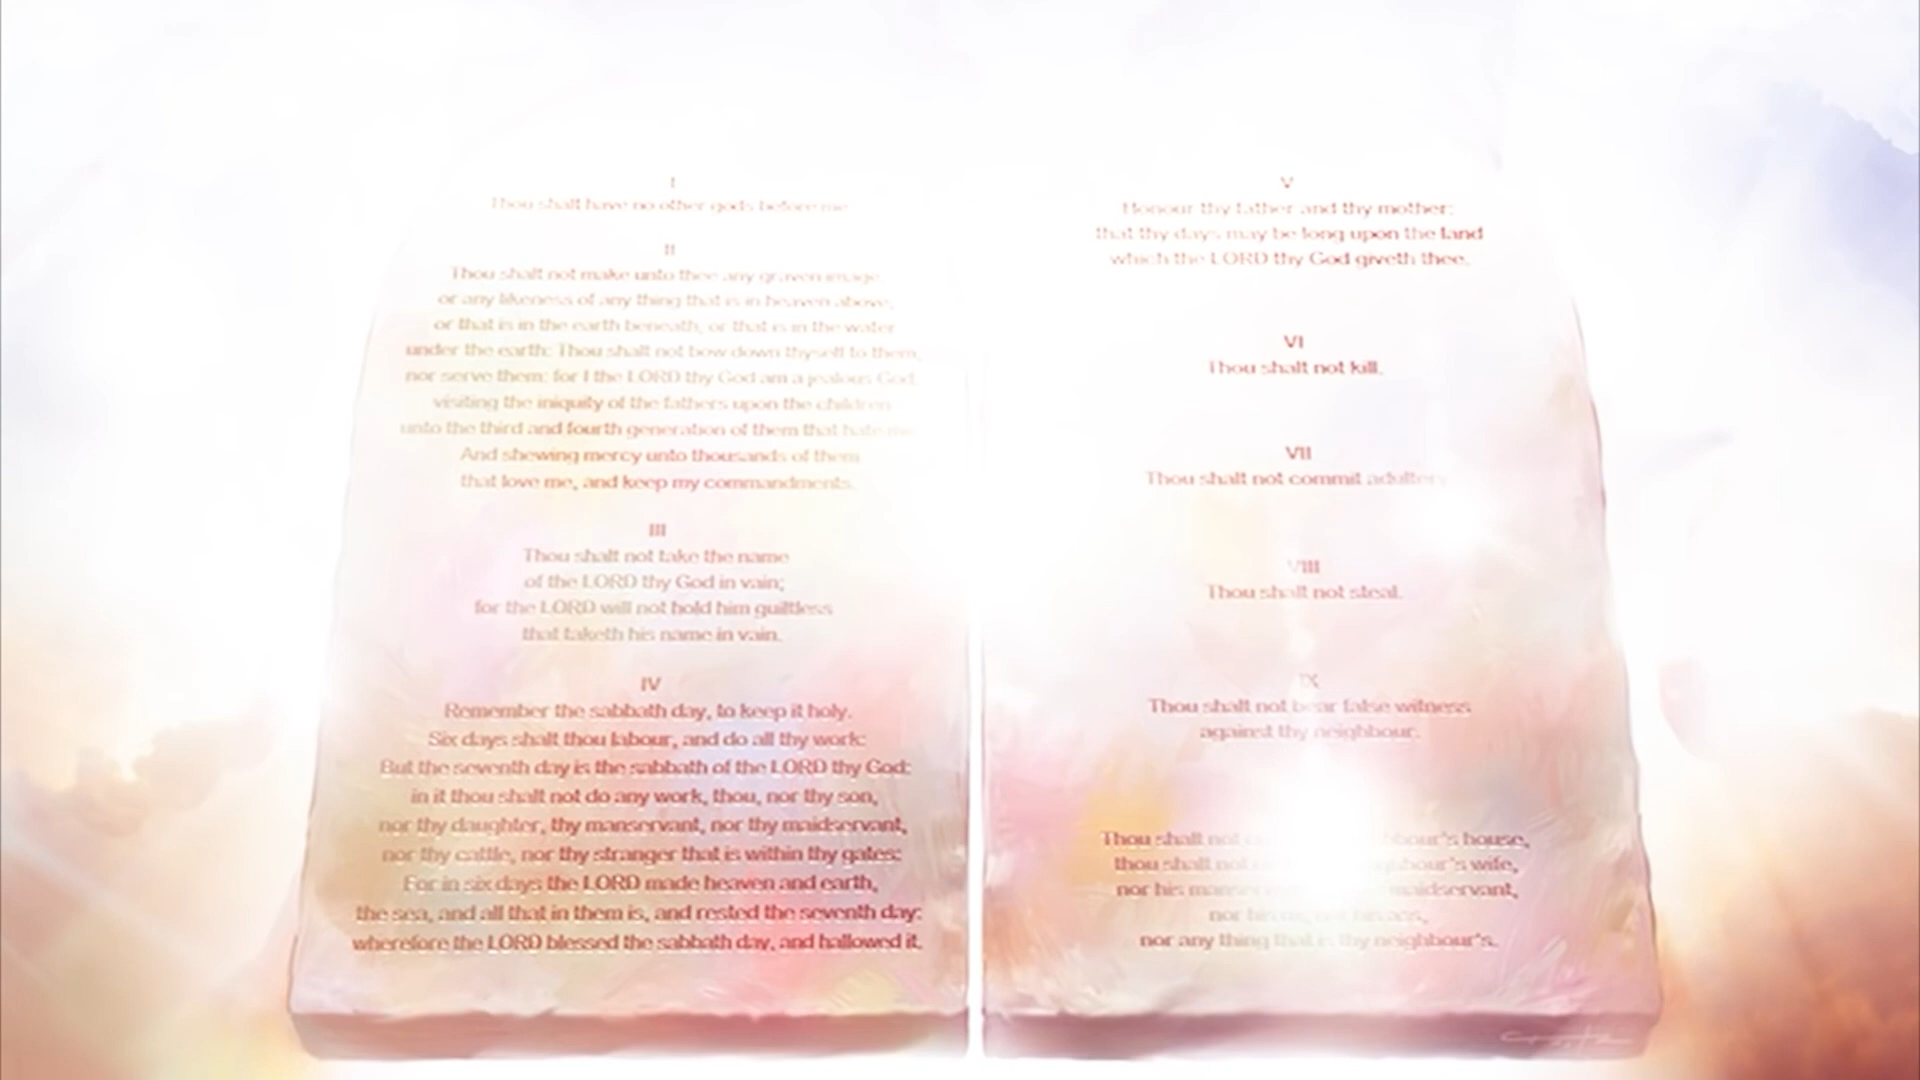 I
Thou shalt have no other gods before me
II
Thou shalt not make unto thee any graven image,
or any likeness of any thing that is in heaven above,
or that is in the earth beneath, or that is in the water
under the earth: Thou shalt not bow down thyself to them,
nor serve them: for I the LORD thy God am a jealous God,
visiting the iniquity of the fathers upon the children
unto the third and fourth generation of them that hate me
And shewing mercy unto thousands of them
that love me, and keep my commandments.
III
Thou shalt not take the name
of the LORD thy God in vain;
for the LORD will not hold him guiltless
that taketh his name in vain.
IV
Remember the sabbath day, to keep it holy.
Six days shalt thou labour, and do all thy work:
But the seventh day is the sabbath of the LORD thy God:
in it thou shalt not do any work, thou, nor thy son,
nor thy daughter, thy manservant, nor thy maidservant,
nor thy cattle, nor thy stranger that is within thy gates:
For in six days the LORD made heaven and earth,
the sea, and all that in them is, and rested the seventh day:
wherefore the LORD blessed the sabbath day, and hallowed it.
V
Honour thy father and thy mother:
that thy days may be long upon the land
which the LORD thy God giveth thee.
VI
Thou shalt not kill.
VII
Thou shalt not commit adultery
VIII
Thou shalt not steal.
IX
Thou shalt not bear false witness
against thy neighbour.
Thou shalt not house,
thou shalt not wife,
nor his maidservant,
nor his ox, nor his ass,
nor any thing that is thy neighbour's.